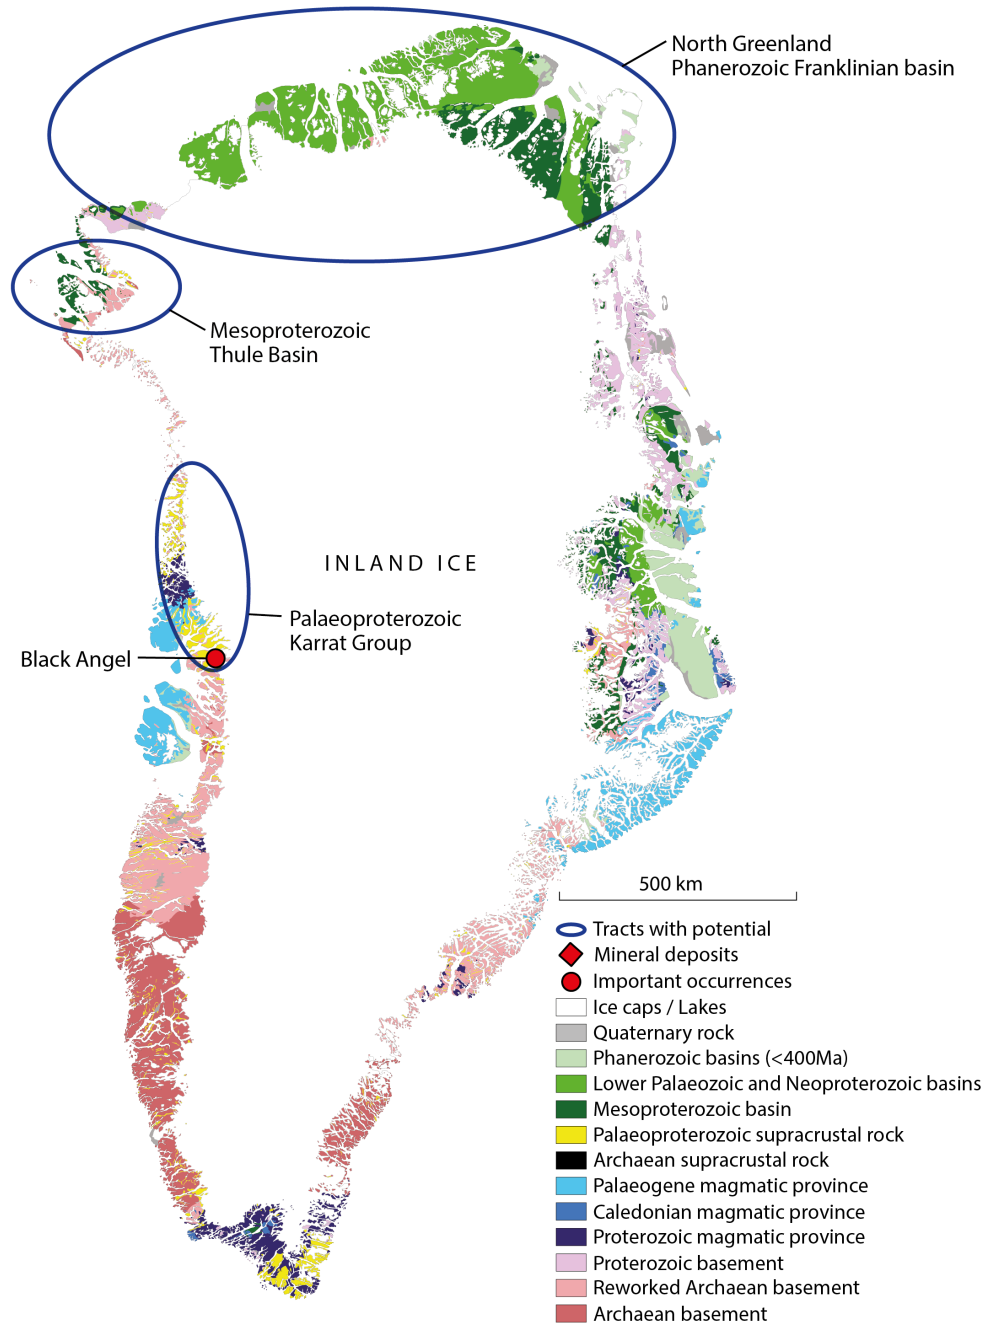 North Greenland
Phanerozoic Franklinian basin
Mesoproterozoic
Thule Basin
INLAND ICE
Palaeoproterozoic
Karrat Group
Black Angel
500 km
Tracts with potential
Mineral deposits
Important occurrences
Ice caps / Lakes
Quaternary rock
Phanerozoic basins (<400Ma)
Lower Palaeozoic and Neoproterozoic basins
Mesoproterozoic basin
Palaeoproterozoic supracrustal rock
Archaean supracrustal rock
Palaeogene magmatic province
Caledonian magmatic province
Proterozoic magmatic province
Proterozoic basement
Reworked Archaean basement
Archaean basement